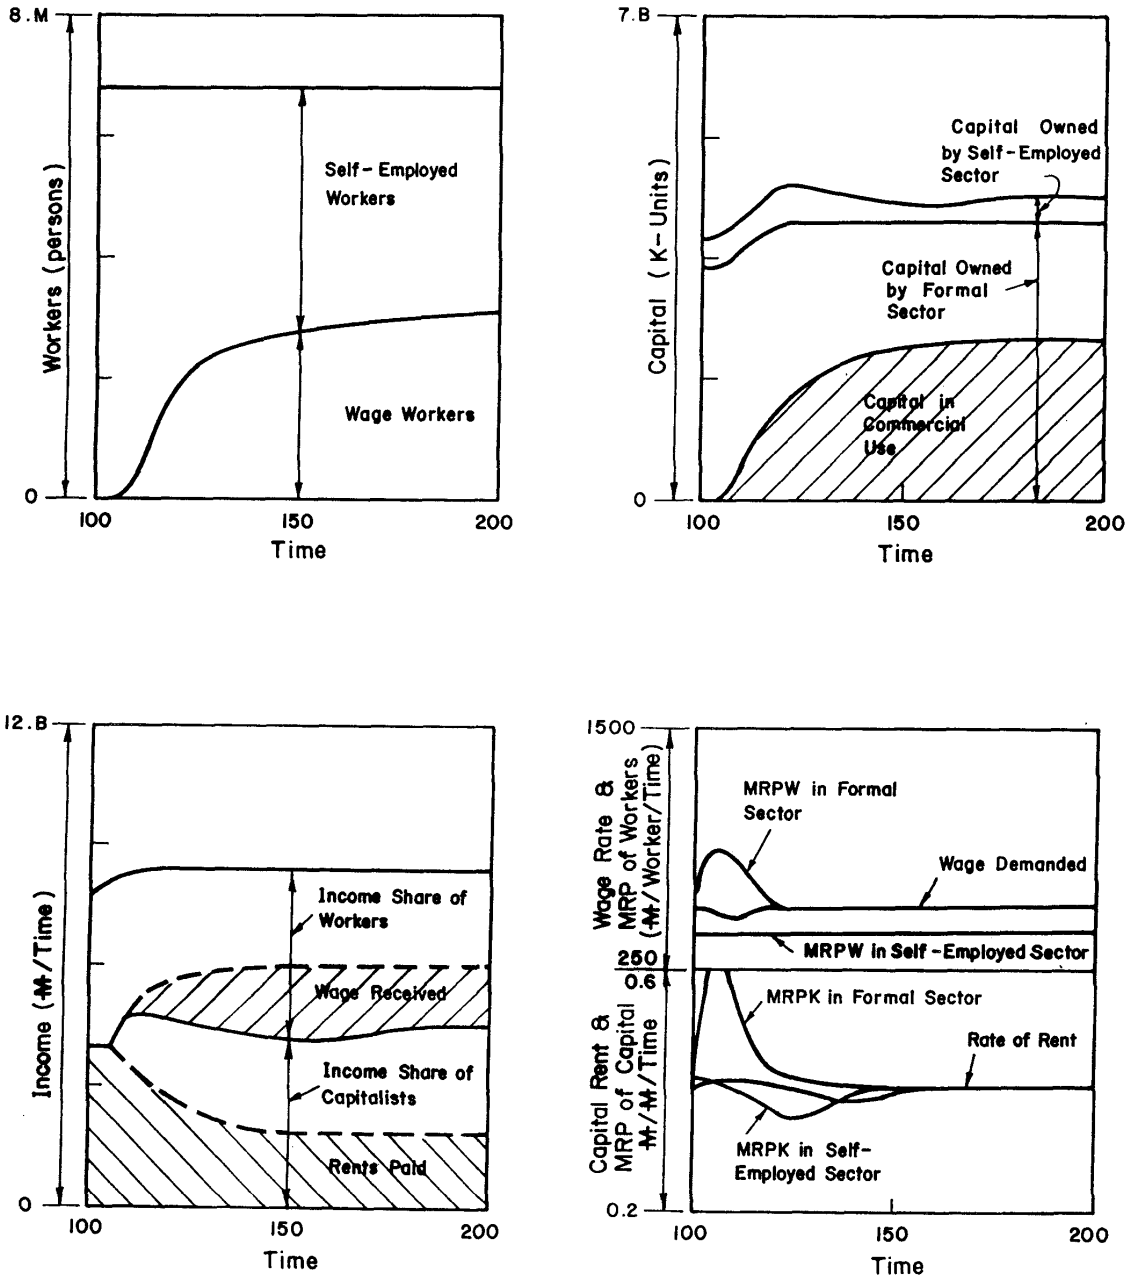 8.M
Workers (persons)
Self-Employed
Workers
Wage Workers
0
100
150
200
Time
7.B
Capital (K-Units)
Capital Owned
by Self-Employed
Sector
Capital Owned
by Formal
Sector
Capital in
Commercial
Use
0
100
150
200
Time
12.B
Income (M/Time)
Income Share of
Workers
Wage Received
Income Share of
Capitalists
Rents Paid
0
100
150
200
Time
1500
Wage Rate &
MRP of Workers
(M/Worker/Time)
MRPW in Formal
Sector
Wage Demanded
MRPW in Self-Employed Sector
250
0.6
Capital Rent &
MRP of Capital
M/M/Time
MRPK in Formal Sector
Rate of Rent
MRPK in Self-
Employed Sector
0.2
100
150
200
Time